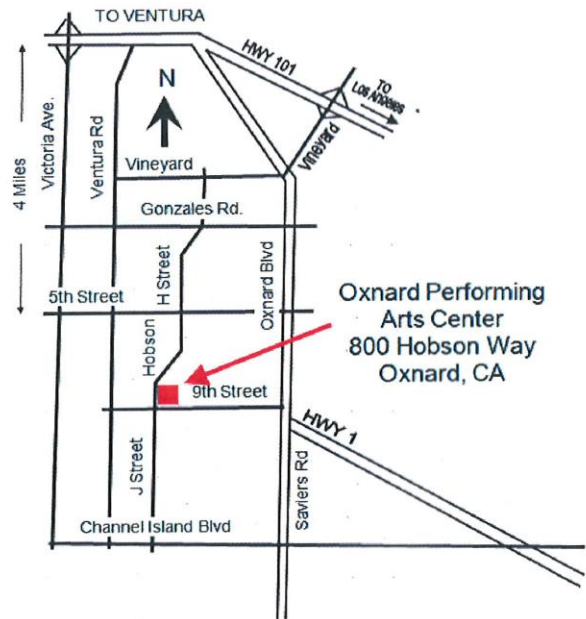 TO VENTURA
HWY 101
TO
Los Angeles
N
Victoria Ave.
Ventura Rd
4 Miles
Vineyard
Vineyard
Gonzales Rd.
H Street
Oxnard Blvd
5th Street
Oxnard Performing
Arts Center
800 Hobson Way
Oxnard, CA
Hobson
9th Street
HWY 1
J Street
Saviers Rd
Channel Island Blvd